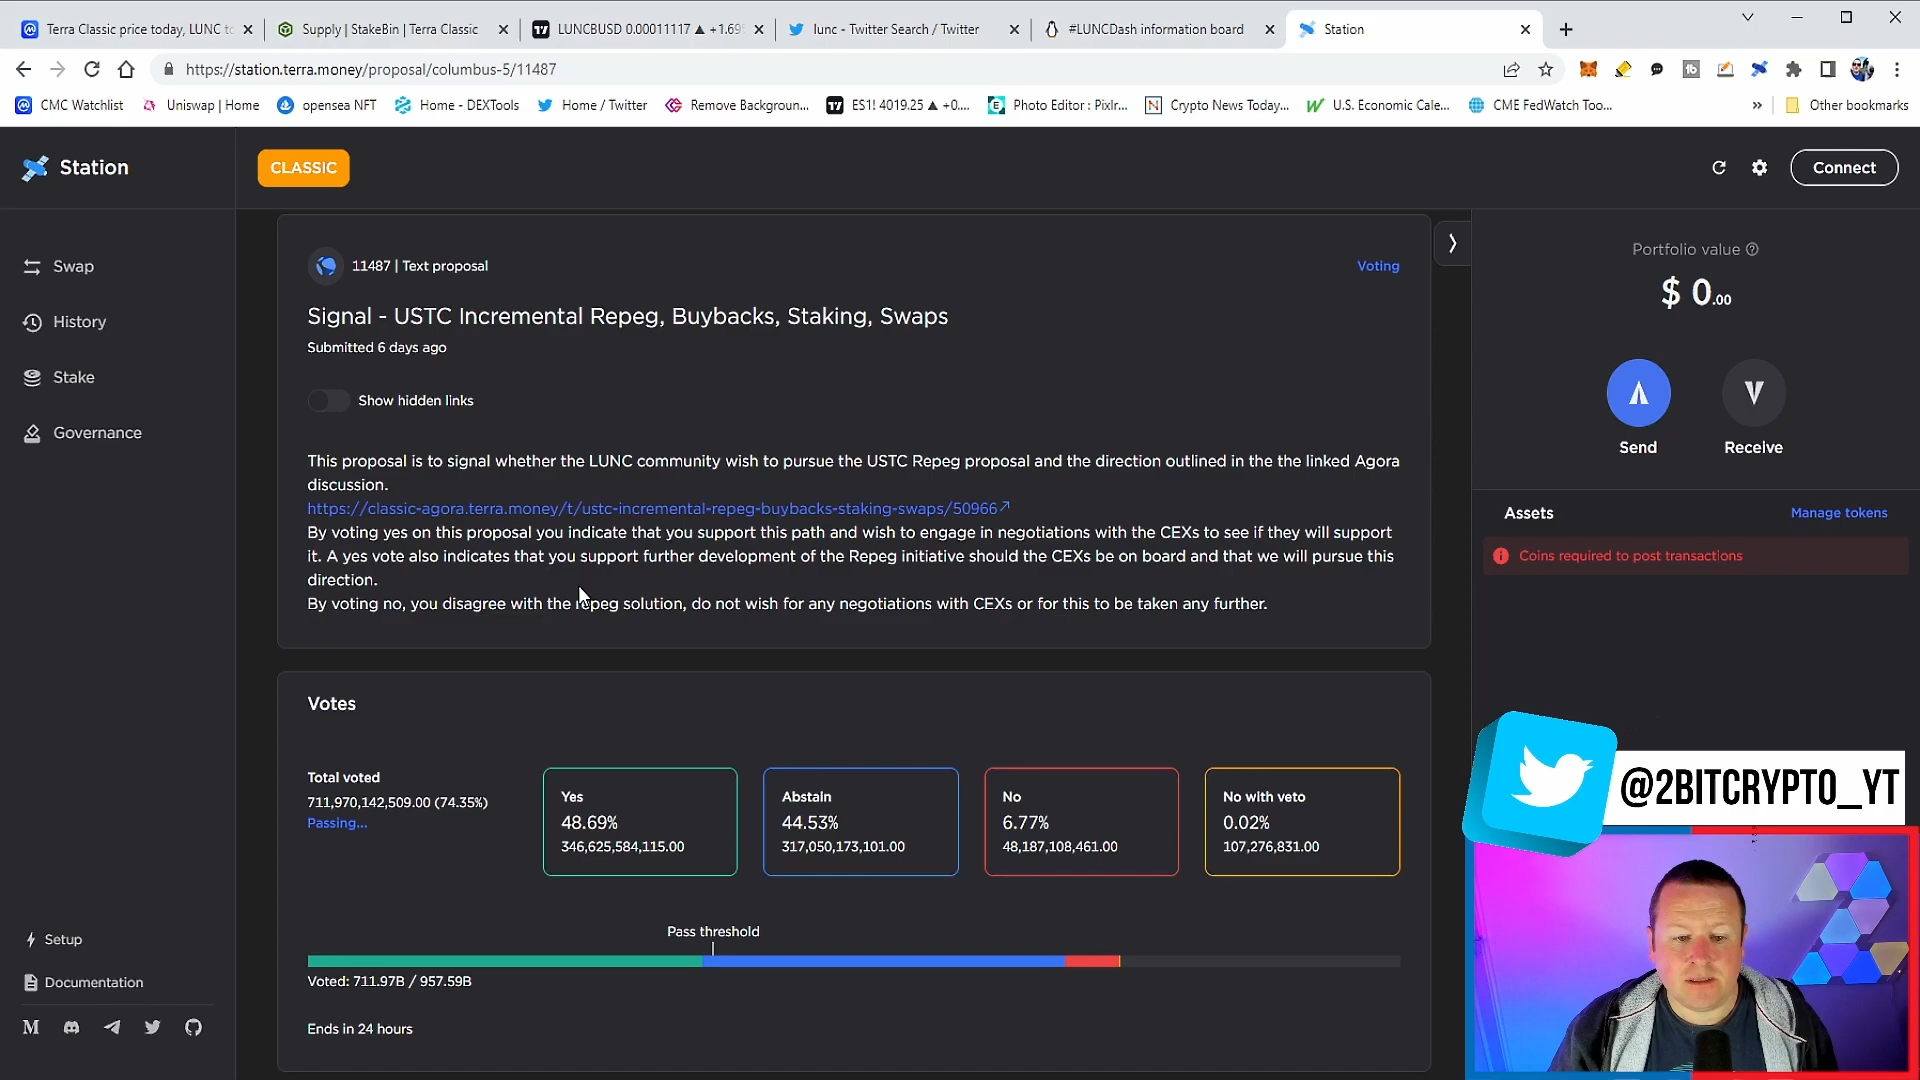 Terra Classic price today, LUNC to
Supply | StakeBin | Terra Classic
LUNCBUSD 0.00011117 ▲ +1.69%
lunc - Twitter Search / Twitter
#LUNCDash information board
Station
https://station.terra.money/proposal/columbus-5/11487
CMC Watchlist
Uniswap | Home
opensea NFT
Home - DEXTools
Home / Twitter
Remove Backgroun...
ES1! 4019.25 ▲ +0....
Photo Editor : Pixlr...
Crypto News Today...
U.S. Economic Cale...
CME FedWatch Too...
Other bookmarks
Station
CLASSIC
Connect
Swap
History
Stake
Governance
Setup
Documentation
11487 | Text proposal
Voting
Signal - USTC Incremental Repeg, Buybacks, Staking, Swaps
Submitted 6 days ago
Show hidden links
This proposal is to signal whether the LUNC community wish to pursue the USTC Repeg proposal and the direction outlined in the the linked Agora
discussion.
https://classic-agora.terra.money/t/ustc-incremental-repeg-buybacks-staking-swaps/50966
By voting yes on this proposal you indicate that you support this path and wish to engage in negotiations with the CEXs to see if they will support
it. A yes vote also indicates that you support further development of the Repeg initiative should the CEXs be on board and that we will pursue this
direction.
By voting no, you disagree with the repeg solution, do not wish for any negotiations with CEXs or for this to be taken any further.
Votes
Total voted
711,970,142,509.00 (74.35%)
Passing...
Yes
48.69%
346,625,584,115.00
Abstain
44.53%
317,050,173,101.00
No
6.77%
48,187,108,461.00
No with veto
0.02%
107,276,831.00
Pass threshold
Voted: 711.97B / 957.59B
Ends in 24 hours
Portfolio value
$ 0.00
Send
Receive
Assets
Manage tokens
Coins required to post transactions
@2BITCRYPTO_YT